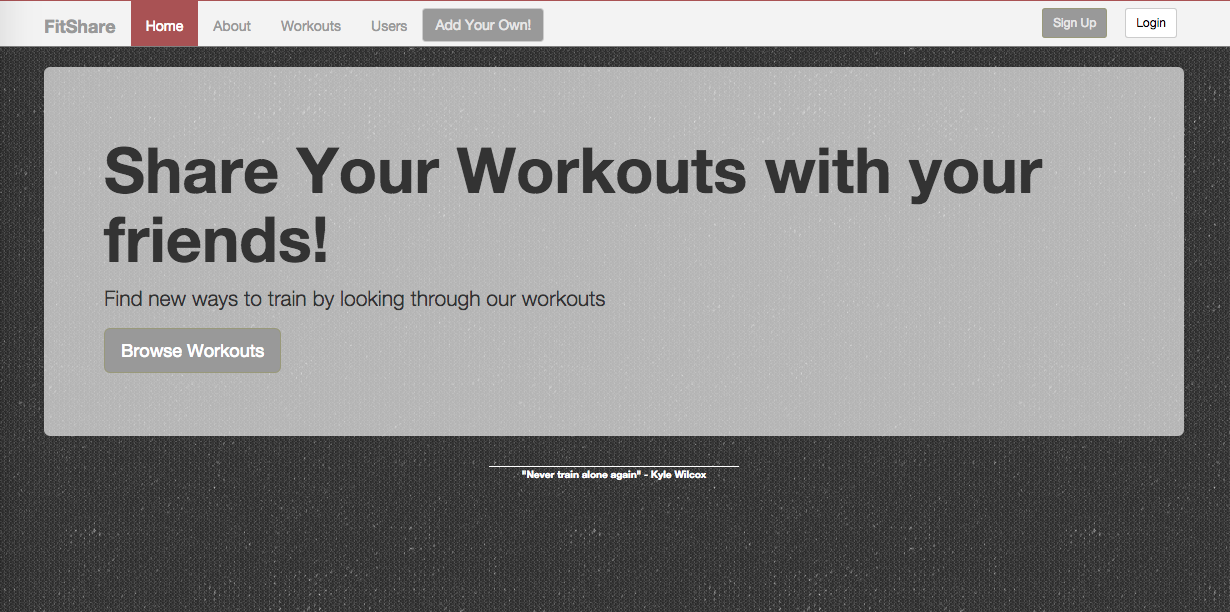 FitShare Home About Workouts Users Add Your Own! Sign Up Login
Share Your Workouts with your
friends!
Find new ways to train by looking through our workouts
Browse Workouts
"Never train alone again" - Kyle Wilcox